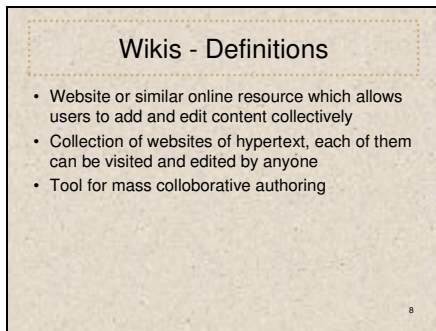 Wikis - Definitions
• Website or similar online resource which allows
users to add and edit content collectively
• Collection of websites of hypertext, each of them
can be visited and edited by anyone
• Tool for mass colloborative authoring
8